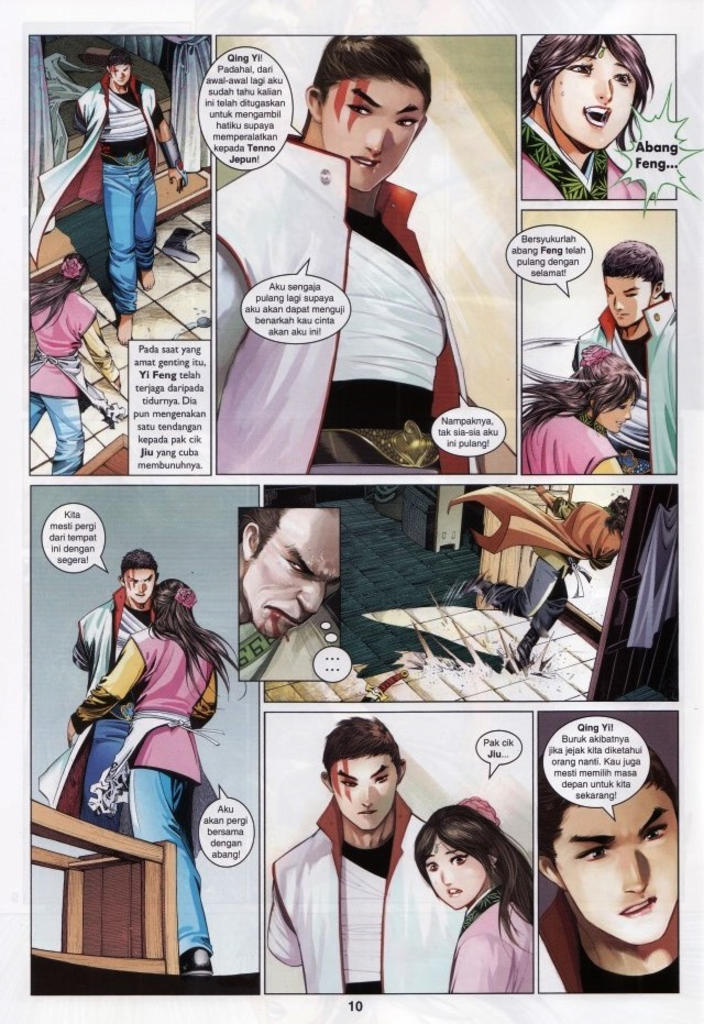 Pada saat yang
amat genting itu,
Yi Feng telah
terjaga daripada
tidurnya. Dia
pun mengenakan
satu tendangan
kepada pak cik
Jiu yang cuba
membunuhnya.
Qing Yi!
Padahal, dari
awal-awal lagi aku
sudah tahu kalian
ini telah ditugaskan
untuk mengambil
hatiku supaya
memperalatkan
kepada Tenno
Jepun!
Aku sengaja
pulang lagi supaya
aku akan dapat menguji
benarkah kau cinta
akan aku ini!
Nampaknya,
tak sia-sia aku
ini pulang!
Abang
Feng...
Bersyukurlah
abang Feng telah
pulang dengan
selamat!
Kita
mesti pergi
dari tempat
ini dengan
segera!
Aku
akan pergi
bersama
dengan
abang!
...
Pak cik
Jiu...
Qing Yi!
Buruk akibatnya
jika jejak kita diketahui
orang nanti. Kau juga
mesti memilih masa
depan untuk kita
sekarang!
10